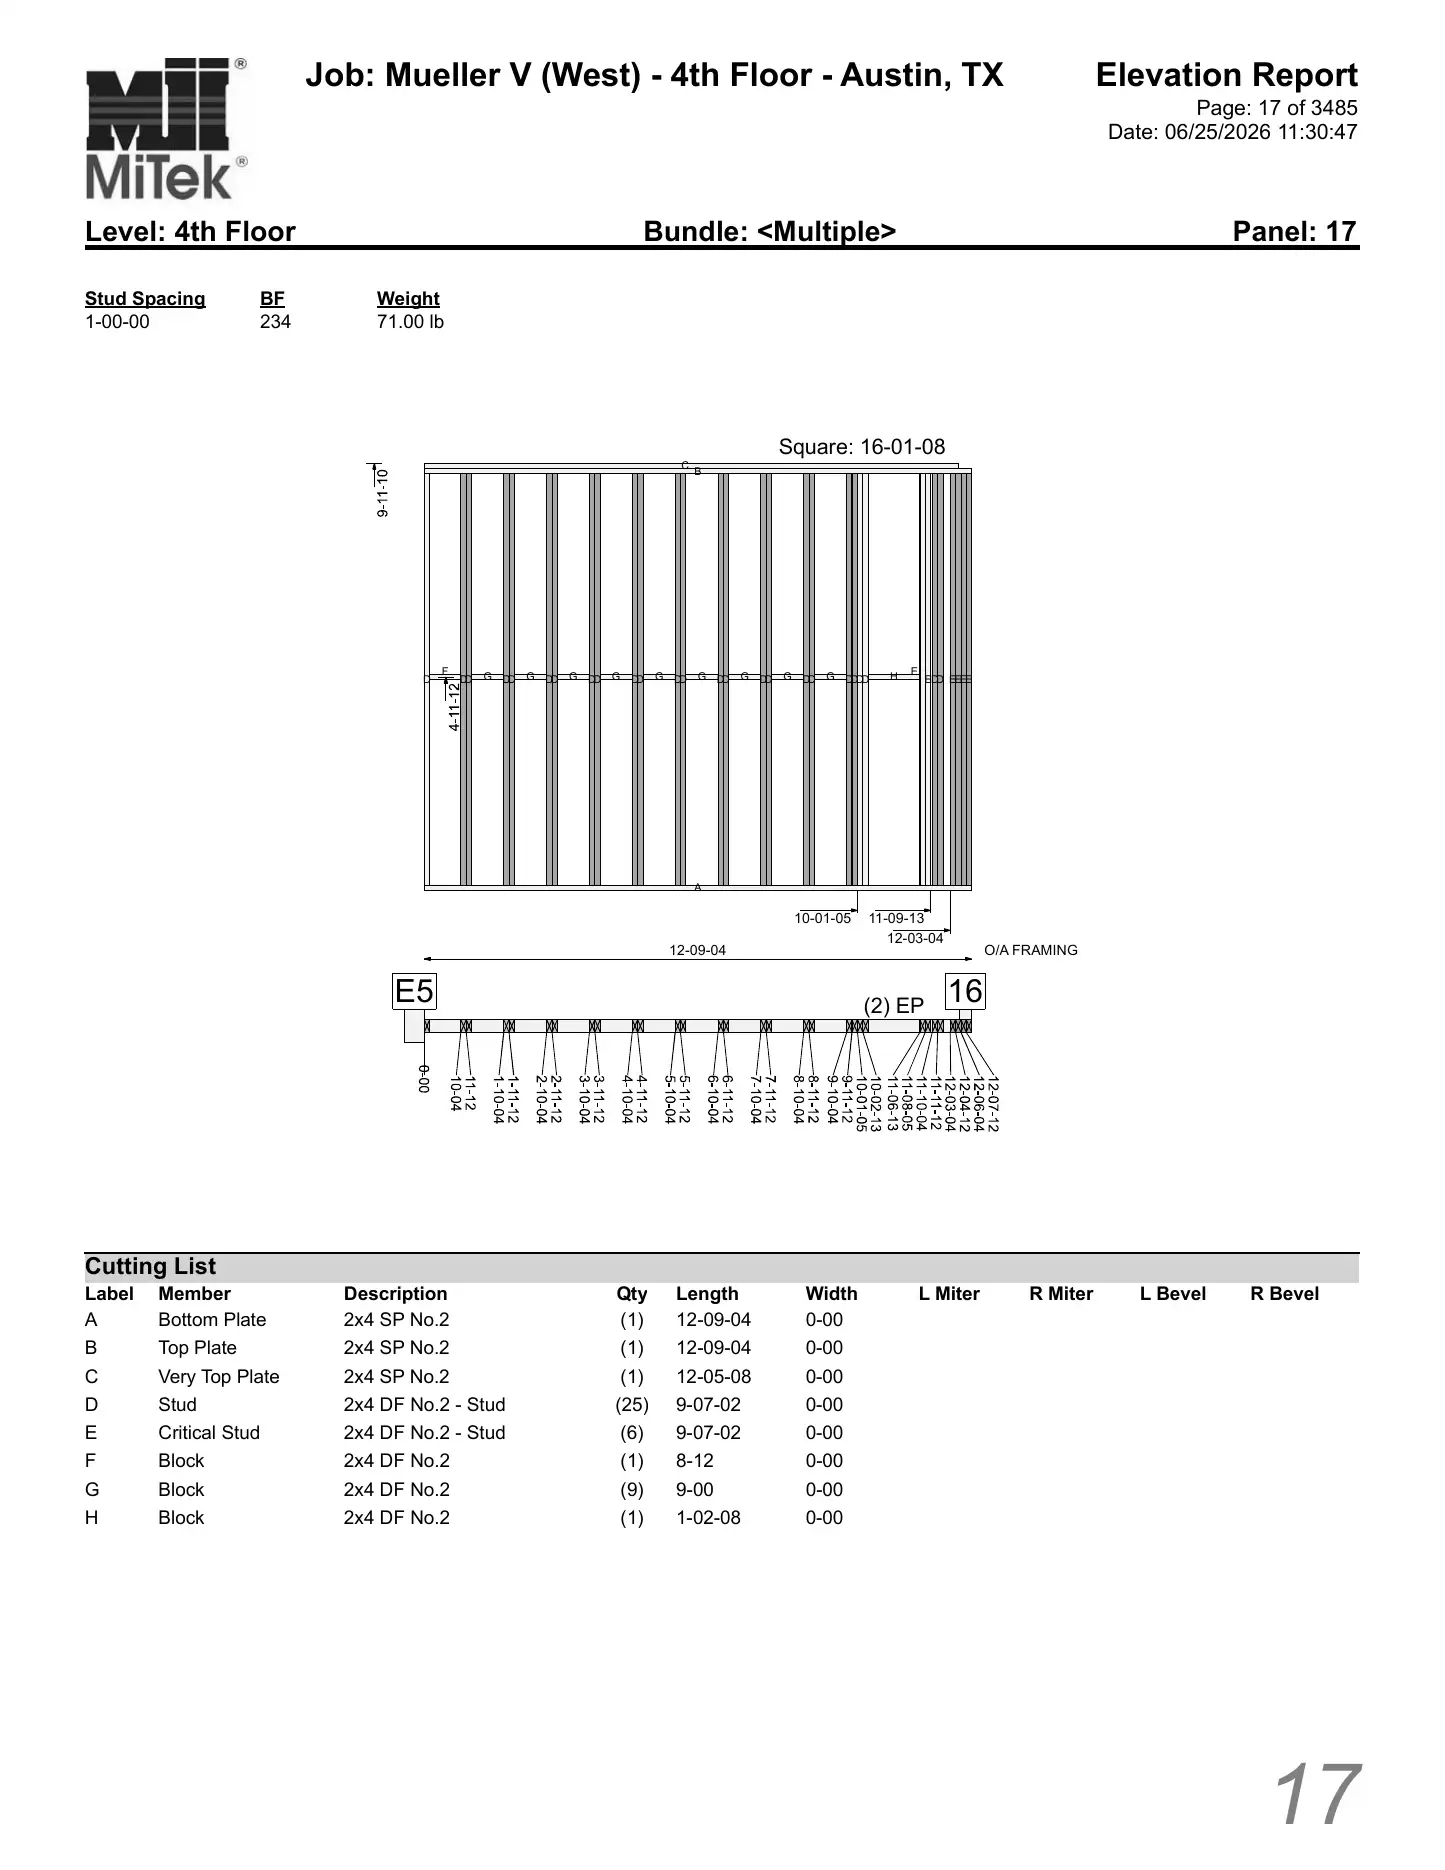 Job: Mueller V (West) - 4th Floor - Austin, TX
Elevation Report
Page: 17 of 3485
Date: 06/25/2026 11:30:47
MiTek®
Level: 4th Floor Bundle: <Multiple> Panel: 17
Stud Spacing BF Weight
1-00-00 234 71.00 lb
Square: 16-01-08
C
B
9-11-10
F G G G G G G G G G H E
4-11-12
A
10-01-05 11-09-13
12-03-04
12-09-04 O/A FRAMING
E5 (2) EP 16
0-00
10-04
11-12
1-10-04
1-11-12
2-10-04
2-11-12
3-10-04
3-11-12
4-10-04
4-11-12
5-10-04
5-11-12
6-10-04
6-11-12
7-10-04
7-11-12
8-10-04
8-11-12
9-10-04
9-11-12
10-01-05
10-02-13
11-06-13
11-08-05
11-10-04
11-11-12
12-03-04
12-04-12
12-06-04
12-07-12
Cutting List
Label Member Description Qty Length Width L Miter R Miter L Bevel R Bevel
A Bottom Plate 2x4 SP No.2 (1) 12-09-04 0-00
B Top Plate 2x4 SP No.2 (1) 12-09-04 0-00
C Very Top Plate 2x4 SP No.2 (1) 12-05-08 0-00
D Stud 2x4 DF No.2 - Stud (25) 9-07-02 0-00
E Critical Stud 2x4 DF No.2 - Stud (6) 9-07-02 0-00
F Block 2x4 DF No.2 (1) 8-12 0-00
G Block 2x4 DF No.2 (9) 9-00 0-00
H Block 2x4 DF No.2 (1) 1-02-08 0-00
17